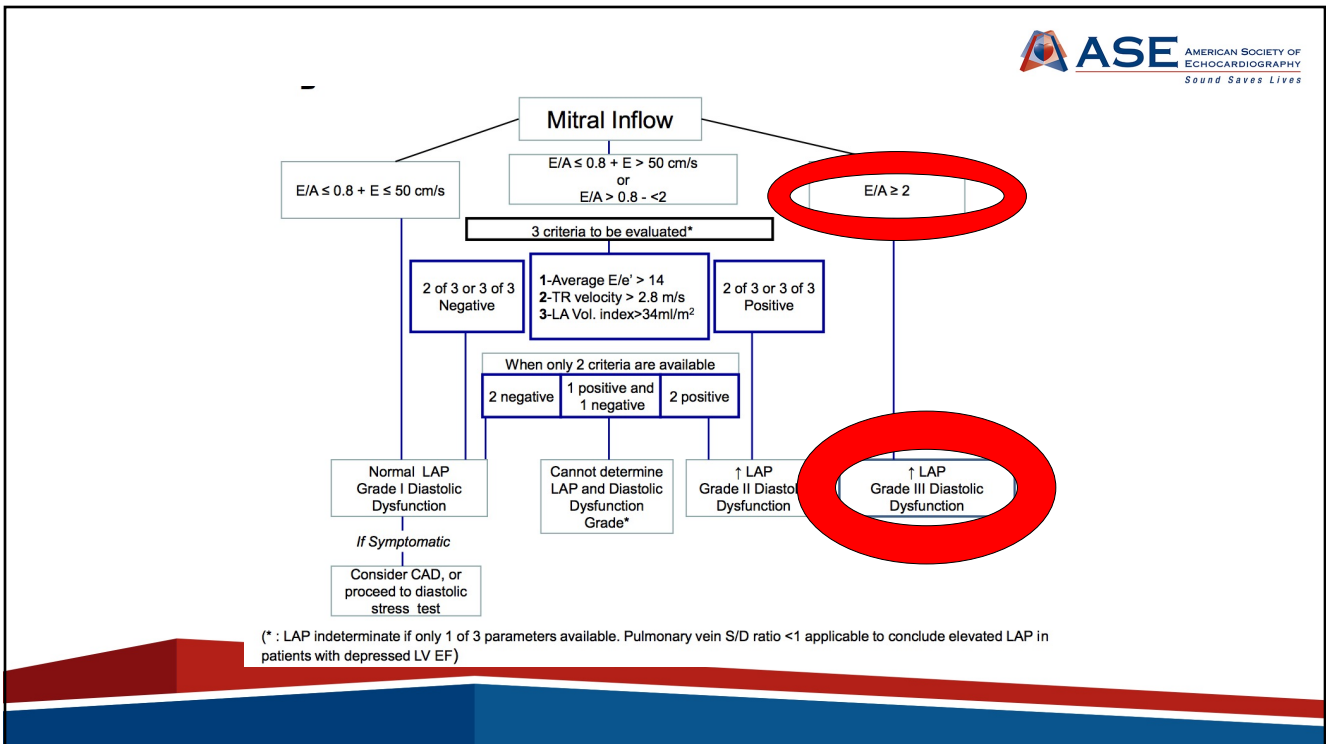 ASE AMERICAN SOCIETY OF
ECHOCARDIOGRAPHY
Sound Saves Lives
Mitral Inflow
E/A ≤ 0.8 + E ≤ 50 cm/s
E/A ≤ 0.8 + E > 50 cm/s
or
E/A > 0.8 - <2
E/A ≥ 2
3 criteria to be evaluated*
2 of 3 or 3 of 3
Negative
1-Average E/e' > 14
2-TR velocity > 2.8 m/s
3-LA Vol. index>34ml/m²
2 of 3 or 3 of 3
Positive
When only 2 criteria are available
2 negative
1 positive and
1 negative
2 positive
Normal LAP
Grade I Diastolic
Dysfunction
Cannot determine
LAP and Diastolic
Dysfunction
Grade*
↑ LAP
Grade II Diastol
Dysfunction
↑ LAP
Grade III Diastolic
Dysfunction
If Symptomatic
Consider CAD, or
proceed to diastolic
stress test
(* : LAP indeterminate if only 1 of 3 parameters available. Pulmonary vein S/D ratio <1 applicable to conclude elevated LAP in
patients with depressed LV EF)